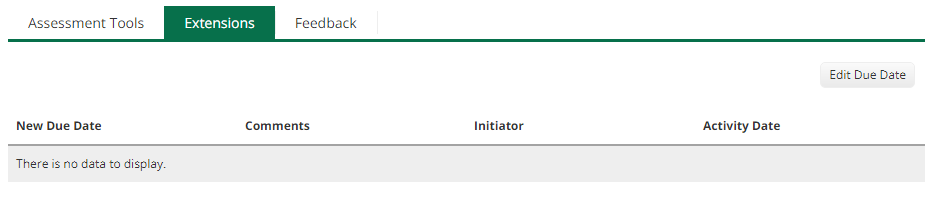 Assessment Tools Extensions Feedback
Edit Due Date
New Due Date Comments Initiator Activity Date
There is no data to display.